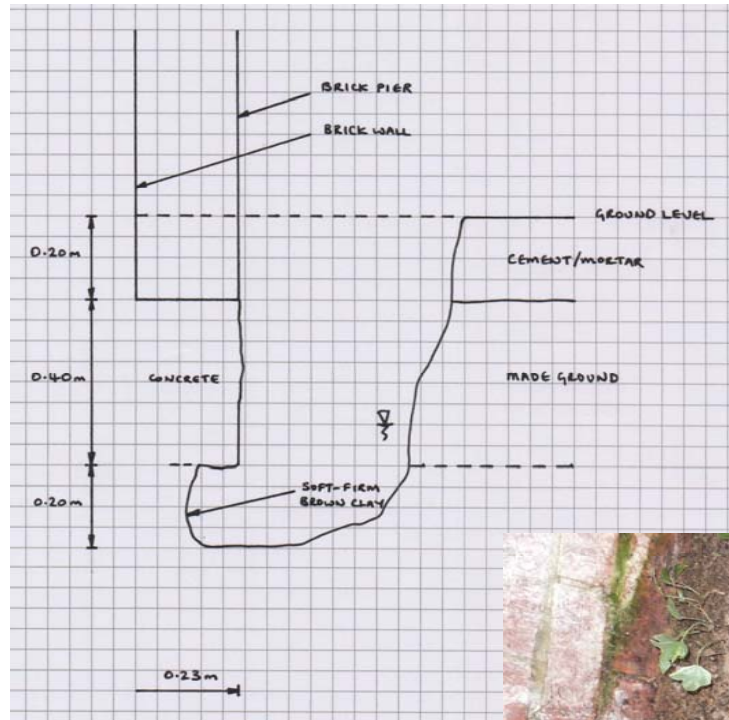 BRICK PIER
BRICK WALL
GROUND LEVEL
0.20m
CEMENT/MORTAR
0.40m
CONCRETE
MADE GROUND
0.20m
SOFT-FIRM
BROWN CLAY
0.23m